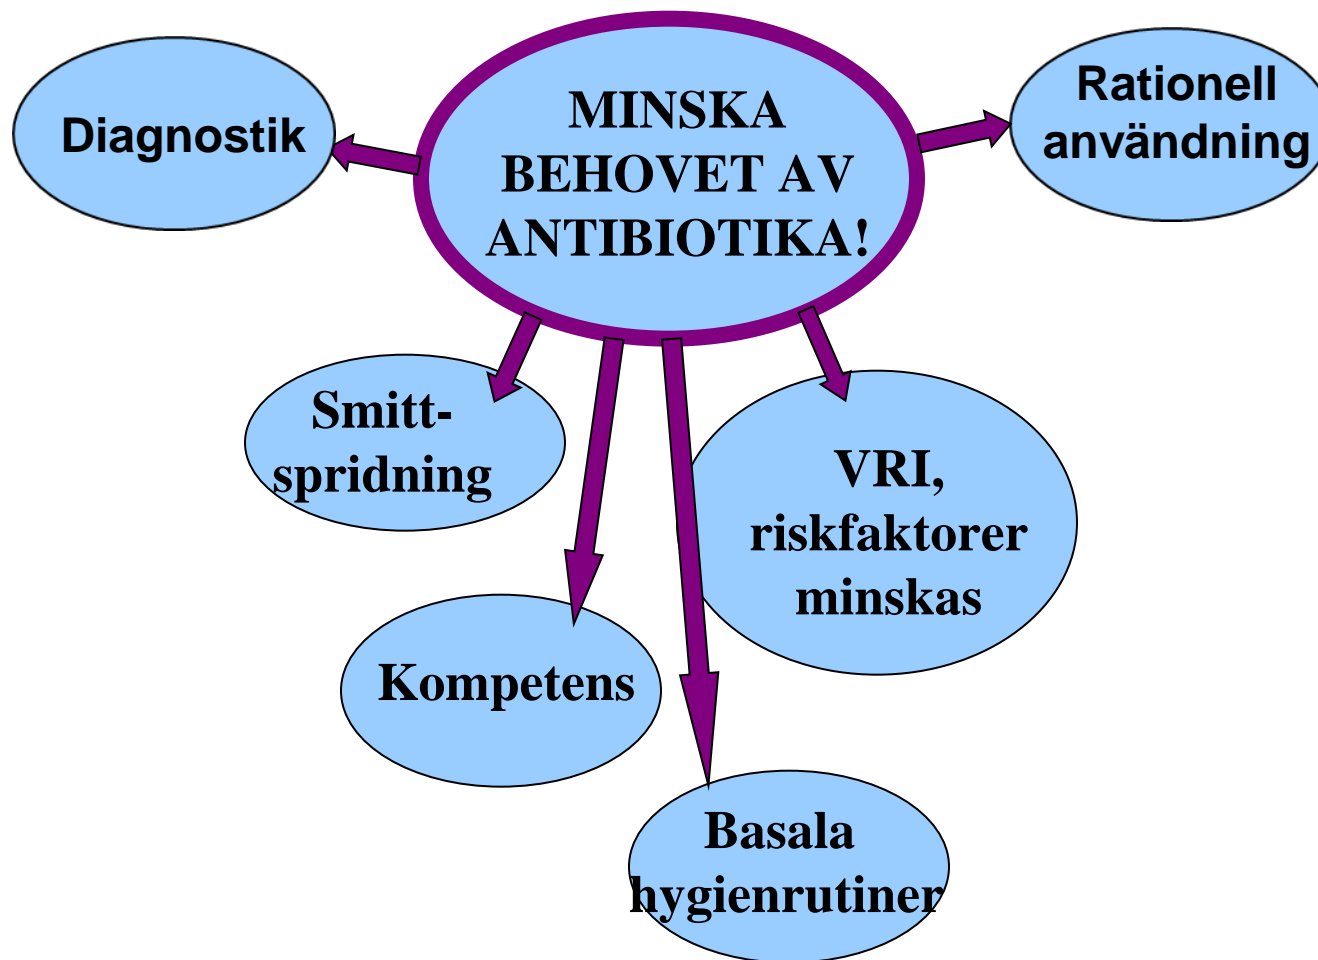 Diagnostik
MINSKA
BEHOVET AV
ANTIBIOTIKA!
Rationell
användning
Smitt-
spridning
VRI,
riskfaktorer
minskas
Kompetens
Basala
hygienrutiner